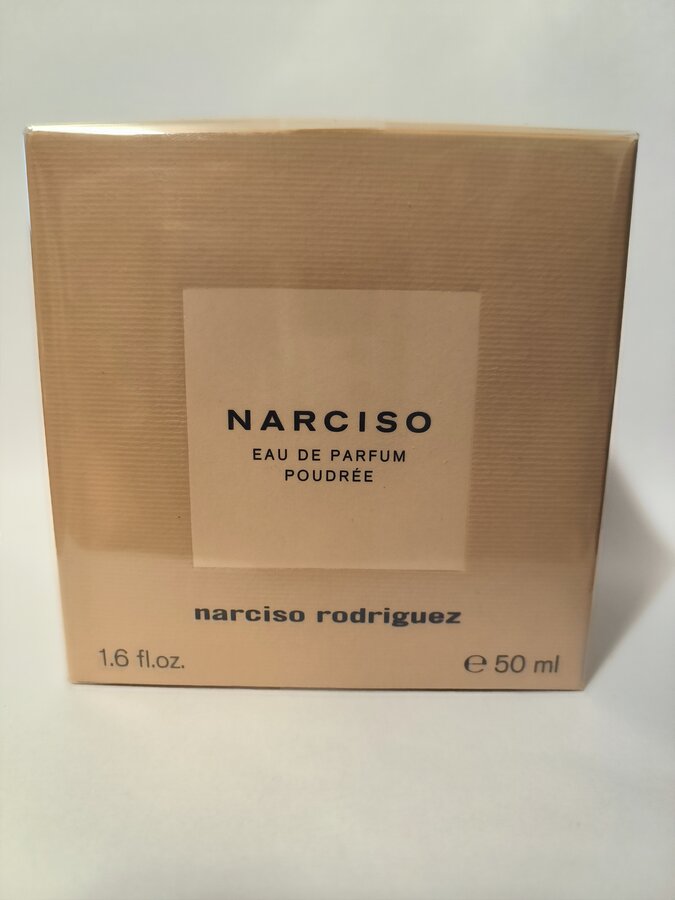 NARCISO
EAU DE PARFUM
POUDRÉE
narciso rodriguez
1.6 fl.oz. ℮ 50 ml